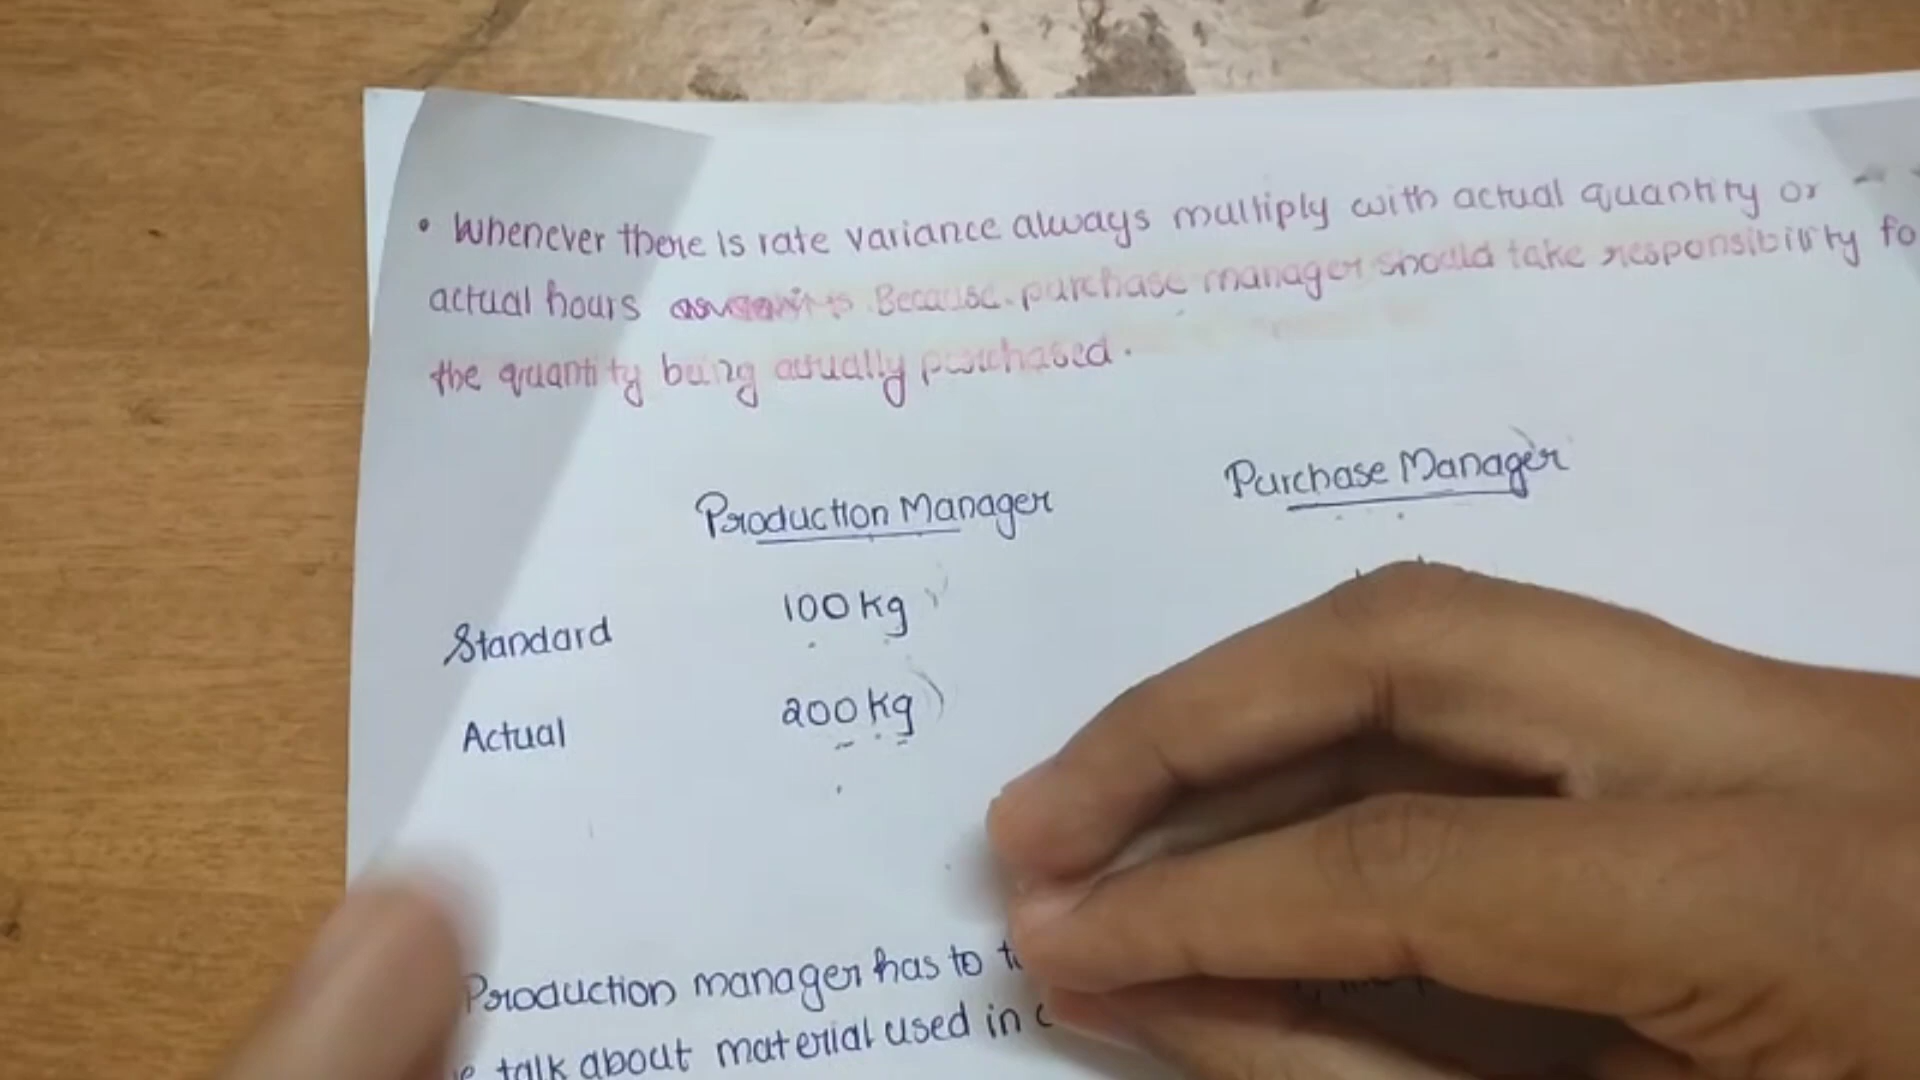 • Whenever there is rate variance always multiply with actual quantity or
actual hours Because purchase manager should take responsibility fo
the quantity being actually purchased.
Production Manager Purchase Manager
Standard 100 kg
Actual 200 kg
Production manager has to t
talk about material used in